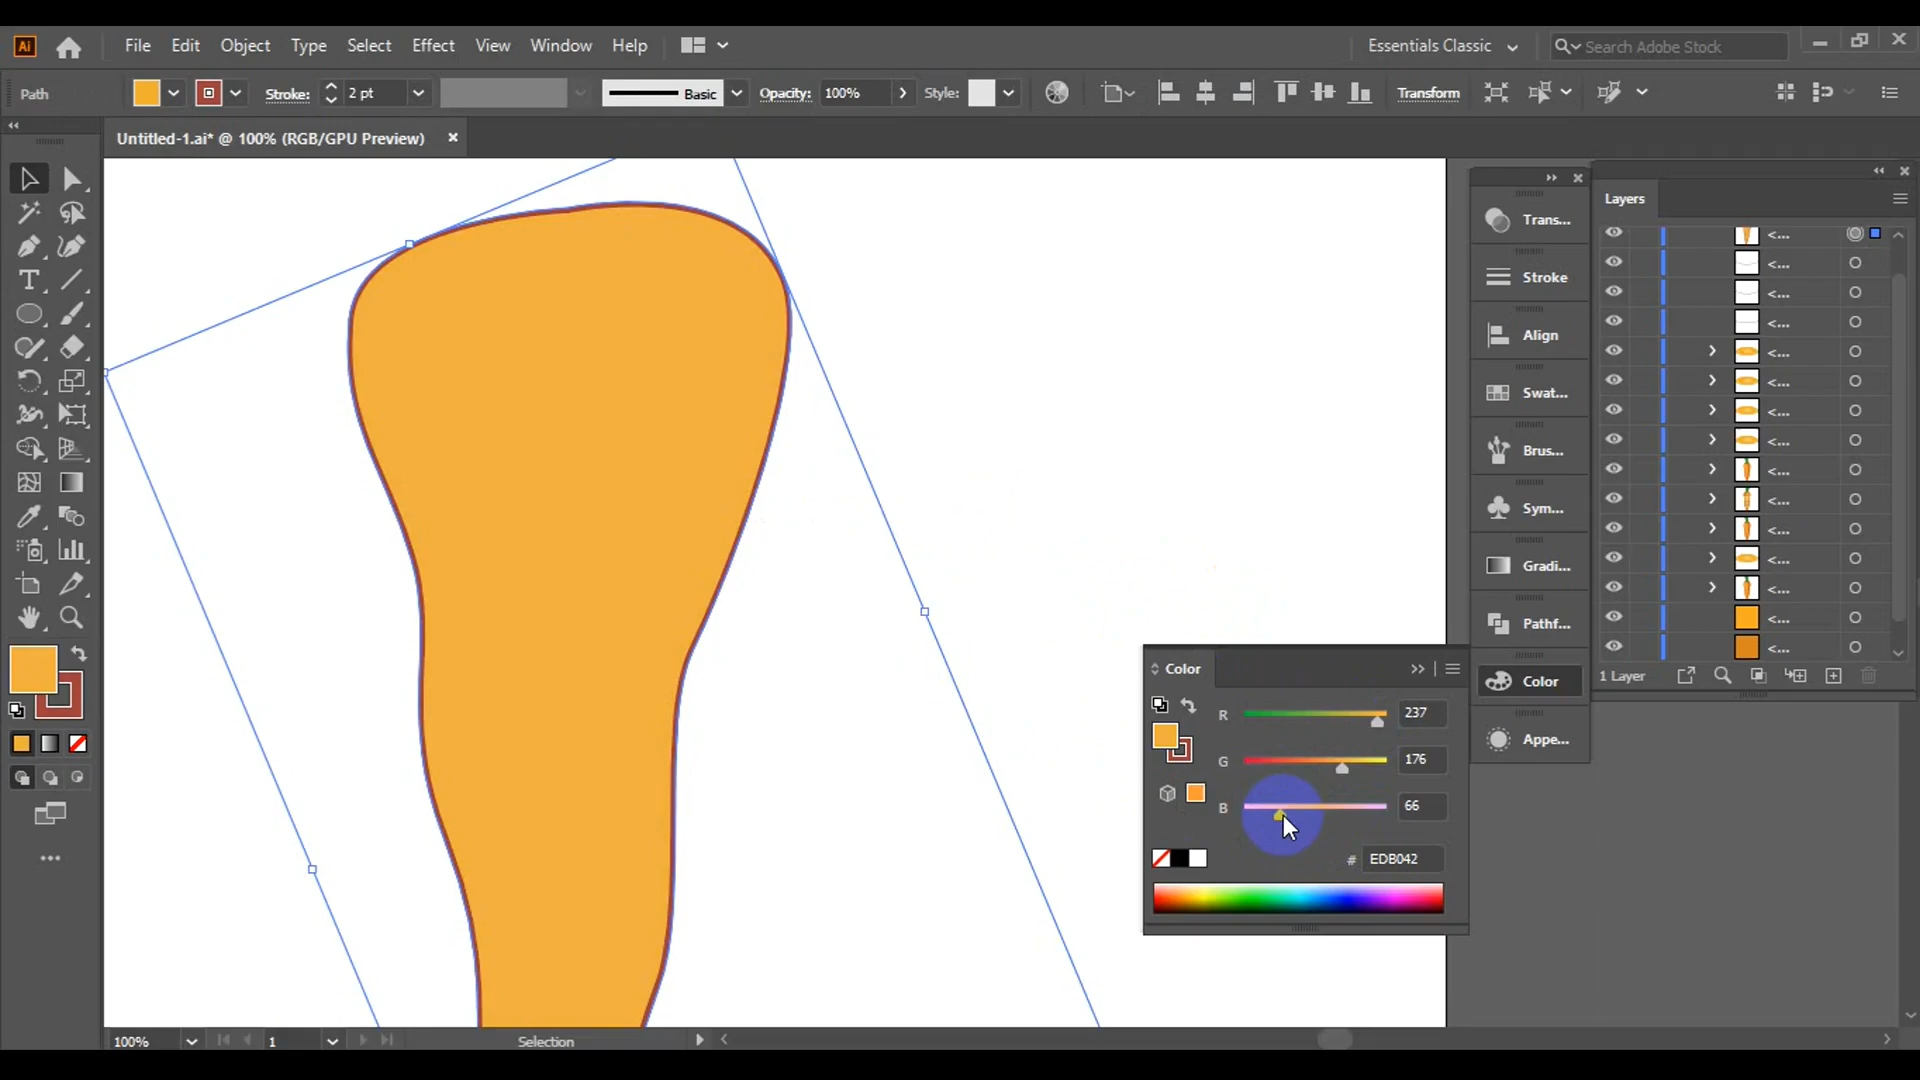 Ai File Edit Object Type Select Effect View Window Help Essentials Classic Search Adobe Stock
Path Stroke: 2 pt Basic Opacity: 100% Style: Transform
Untitled-1.ai* @ 100% (RGB/GPU Preview)
Layers
Trans...
<...
<...
Stroke
<...
<...
Align
<...
<...
Swat...
<...
<...
Brus...
<...
<...
Sym...
<...
<...
Gradi...
<...
<...
Pathf...
<...
Color
R 237
1 Layer
Color
G 176
Appe...
B 66
# EDB042
100% 1 Selection